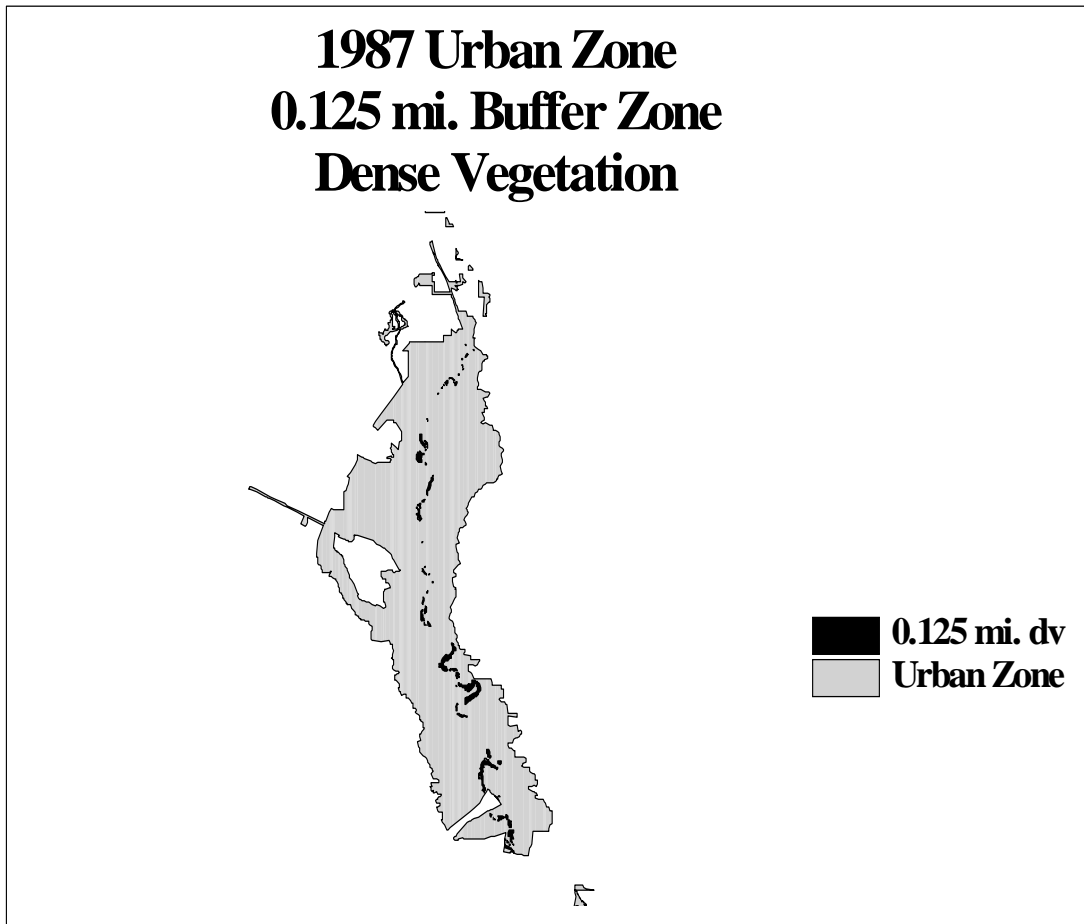 1987 Urban Zone
0.125 mi. Buffer Zone
Dense Vegetation
0.125 mi. dv
Urban Zone